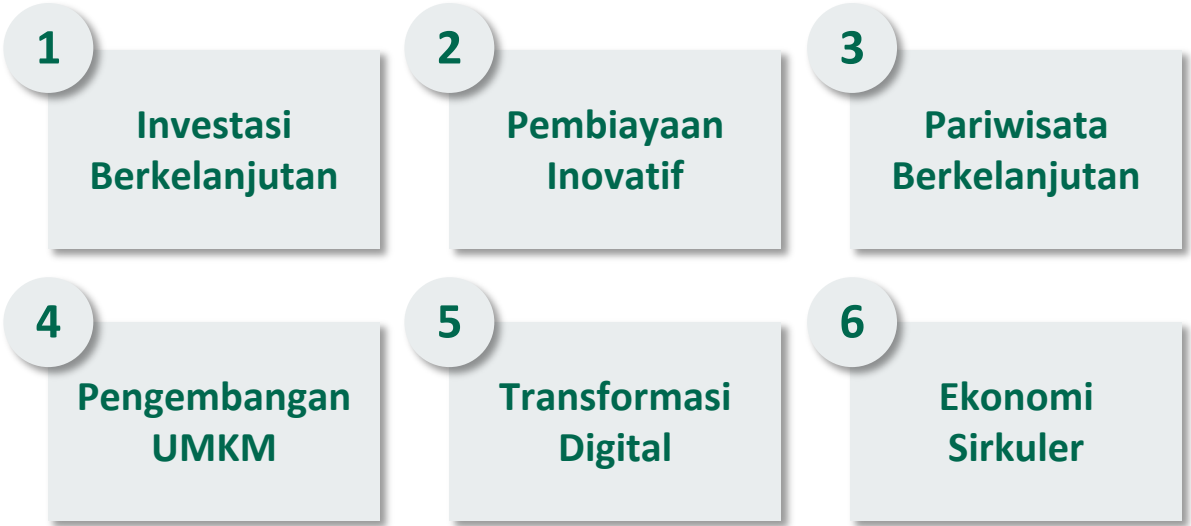 1
Investasi
Berkelanjutan
2
Pembiayaan
Inovatif
3
Pariwisata
Berkelanjutan
4
Pengembangan
UMKM
5
Transformasi
Digital
6
Ekonomi
Sirkuler